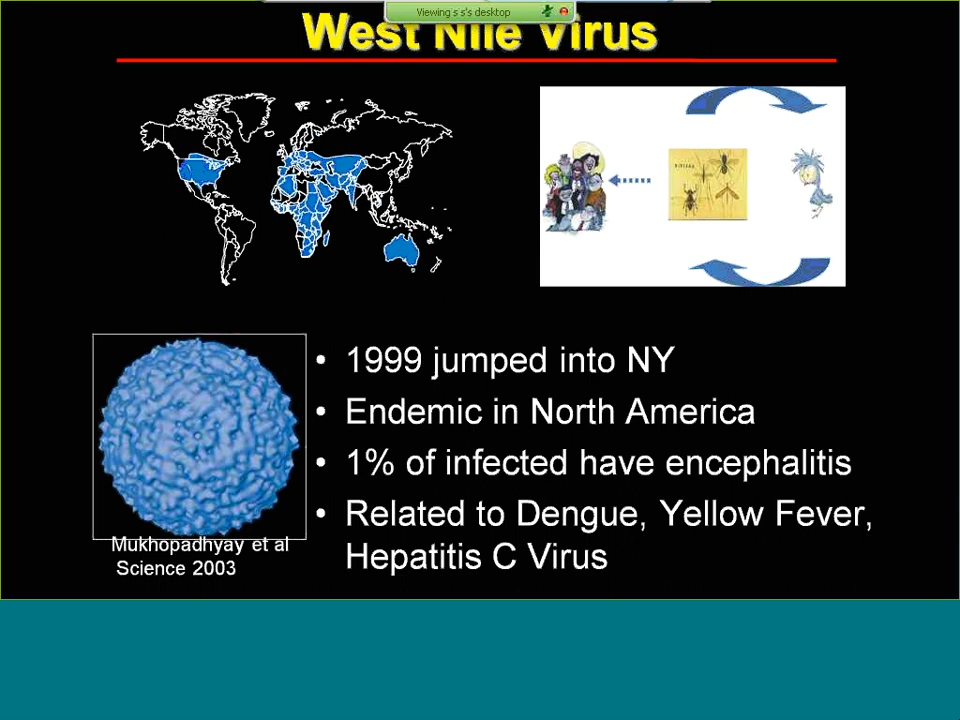 Viewing s s's desktop
West Nile Virus
• 1999 jumped into NY
• Endemic in North America
• 1% of infected have encephalitis
• Related to Dengue, Yellow Fever,
Hepatitis C Virus
Mukhopadhyay et al
Science 2003